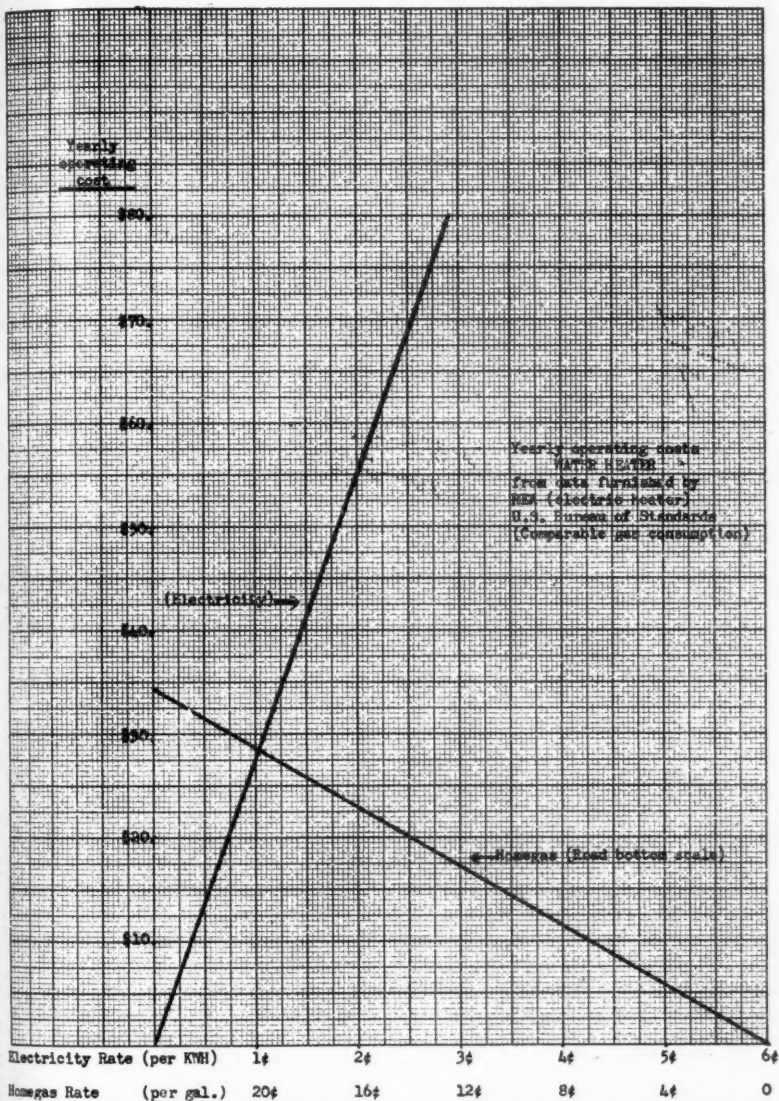 Yearly
operating
cost
$80.
$70.
$60.
$50.
$40.
$30.
$20.
$10.
Yearly operating costs
WATER HEATER
from data furnished by
REA (electric heater)
U.S. Bureau of Standards
(Comparable gas consumption)
(Electricity)
Homegas (Read bottom scale)
Electricity Rate (per KWH) 1¢ 2¢ 3¢ 4¢ 5¢ 6¢
Homegas Rate (per gal.) 20¢ 16¢ 12¢ 8¢ 4¢ 0